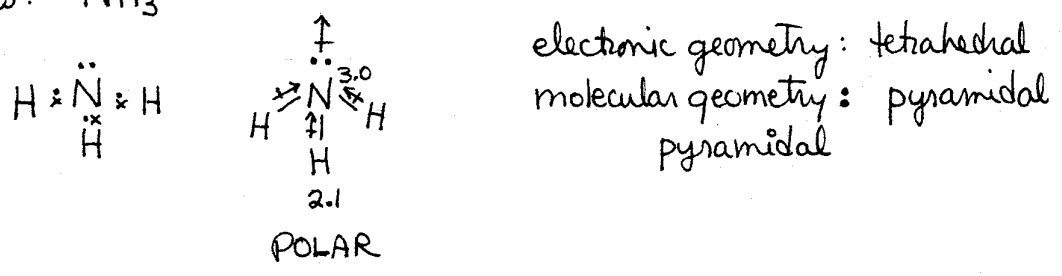 NH3
H : N : H
H
3.0
N
H H
H
2.1
POLAR
electronic geometry: tetrahedral
molecular geometry: pyramidal
pyramidal